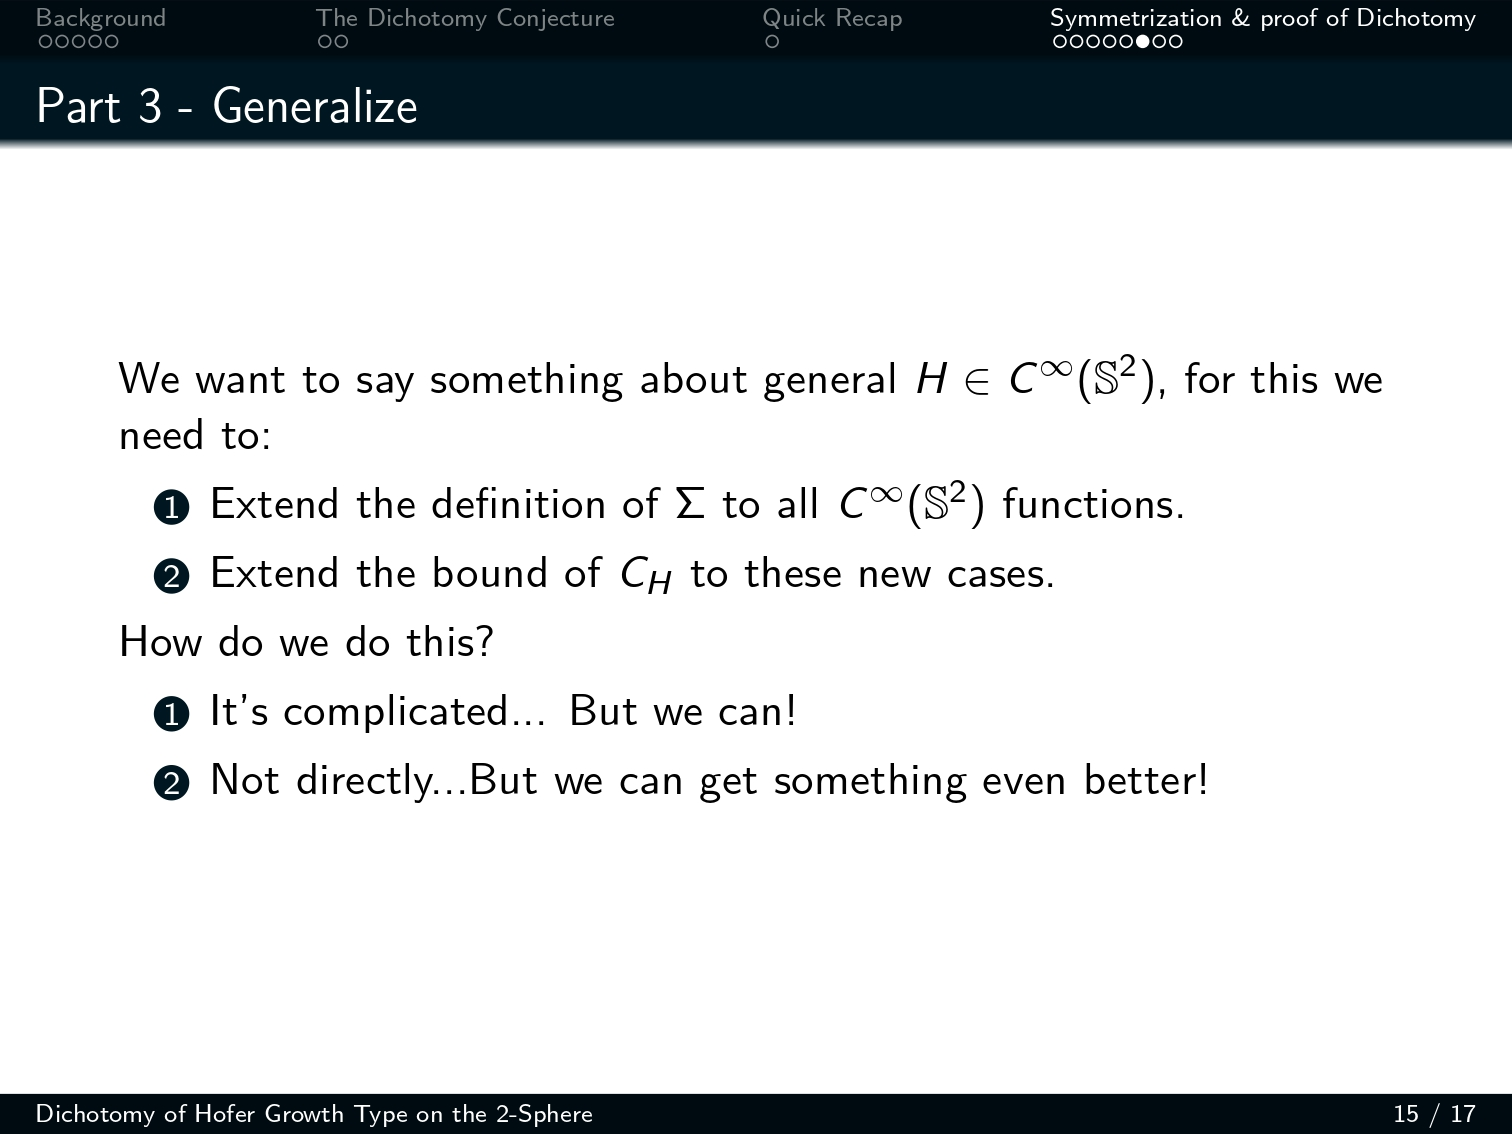 Background
The Dichotomy Conjecture
Quick Recap
Symmetrization & proof of Dichotomy
Part 3 - Generalize
We want to say something about general H ∈ C^∞(𝕊²), for this we
need to:
1 Extend the definition of Σ to all C^∞(𝕊²) functions.
2 Extend the bound of C_H to these new cases.
How do we do this?
1 It's complicated... But we can!
2 Not directly...But we can get something even better!
Dichotomy of Hofer Growth Type on the 2-Sphere
15 / 17